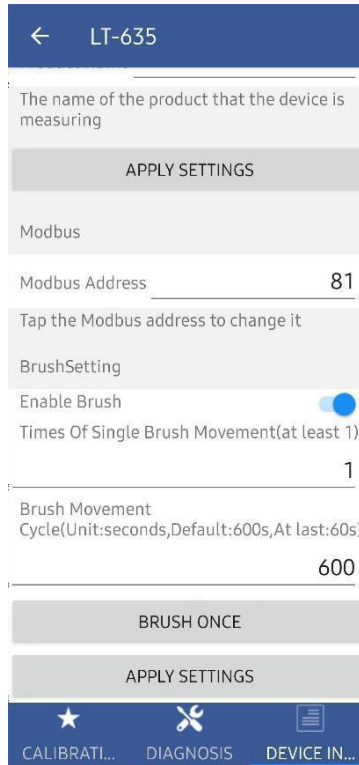 LT-635
The name of the product that the device is
measuring
APPLY SETTINGS
Modbus
Modbus Address 81
Tap the Modbus address to change it
BrushSetting
Enable Brush
Times Of Single Brush Movement(at least 1)
1
Brush Movement
Cycle(Unit:seconds,Default:600s,At last:60s)
600
BRUSH ONCE
APPLY SETTINGS
CALIBRATI... DIAGNOSIS DEVICE IN...